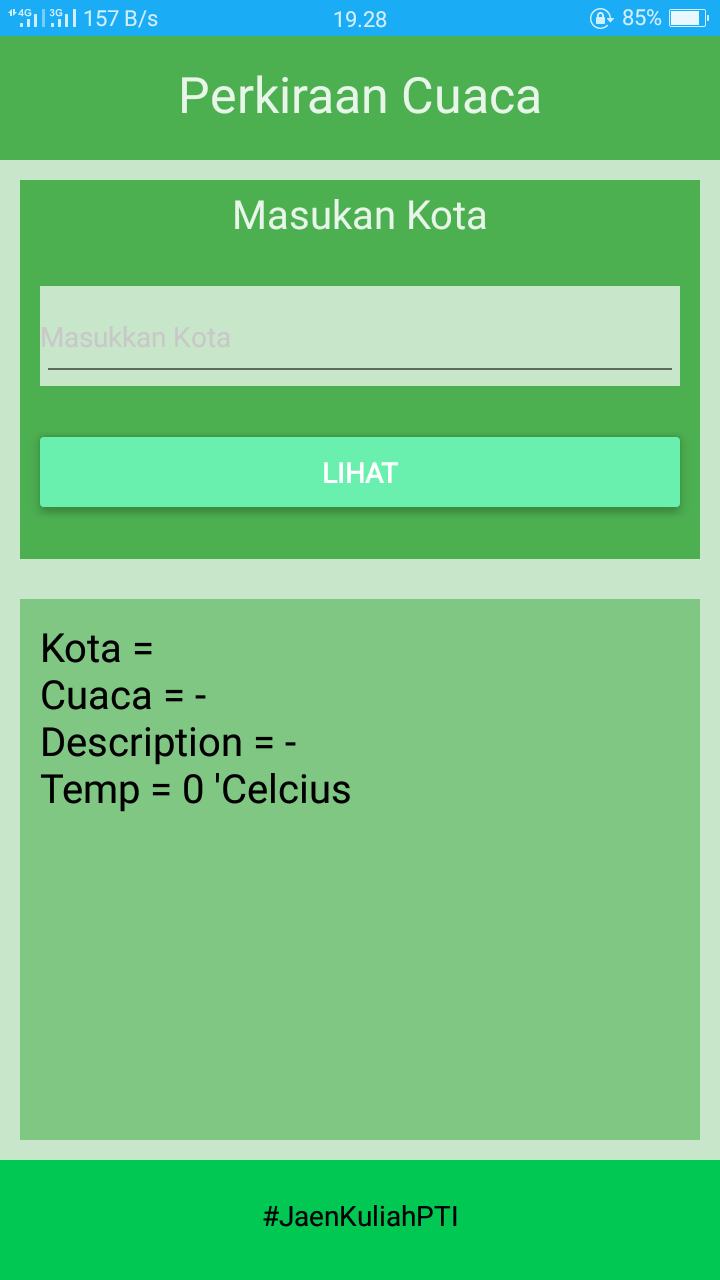 4G 3G 157 B/s 19.28 85%
Perkiraan Cuaca
Masukan Kota
Masukkan Kota
LIHAT
Kota =
Cuaca = -
Description = -
Temp = 0 'Celcius
#JaenKuliahPTI